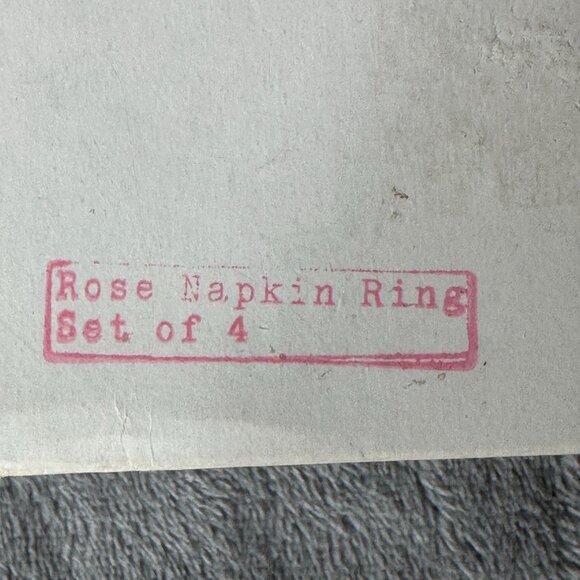 Rose Napkin Ring
Set of 4